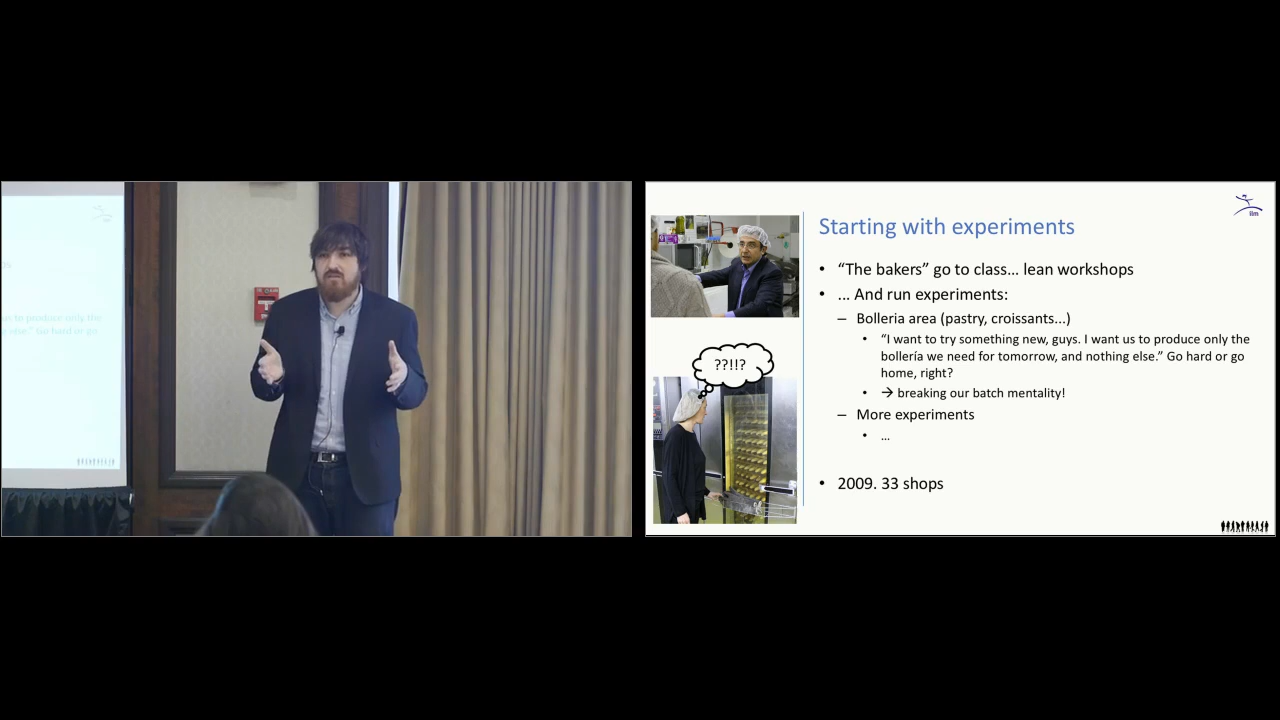 Starting with experiments
• “The bakers” go to class… lean workshops
• … And run experiments:
– Bolleria area (pastry, croissants...)
• “I want to try something new, guys. I want us to produce only the
bollería we need for tomorrow, and nothing else.” Go hard or go
home, right?
• → breaking our batch mentality!
– More experiments
• …
• 2009. 33 shops
??!!?
iilm